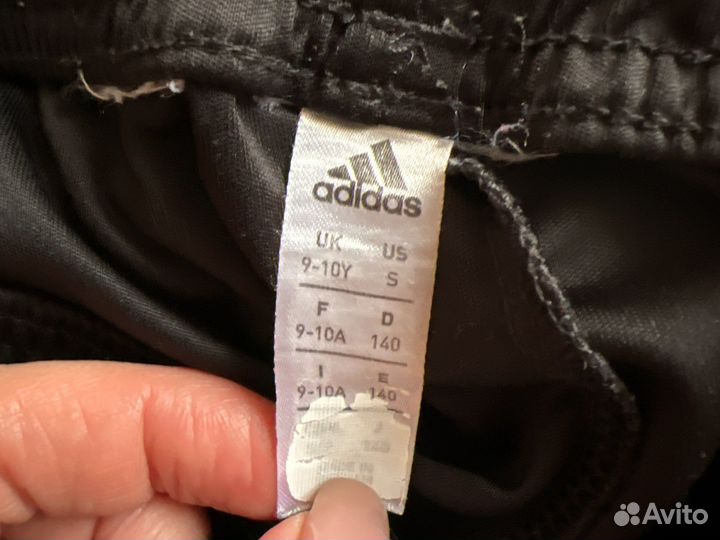 adidas
UK US
9-10Y S
F D
9-10A 140
I E
9-10A 140
Avito